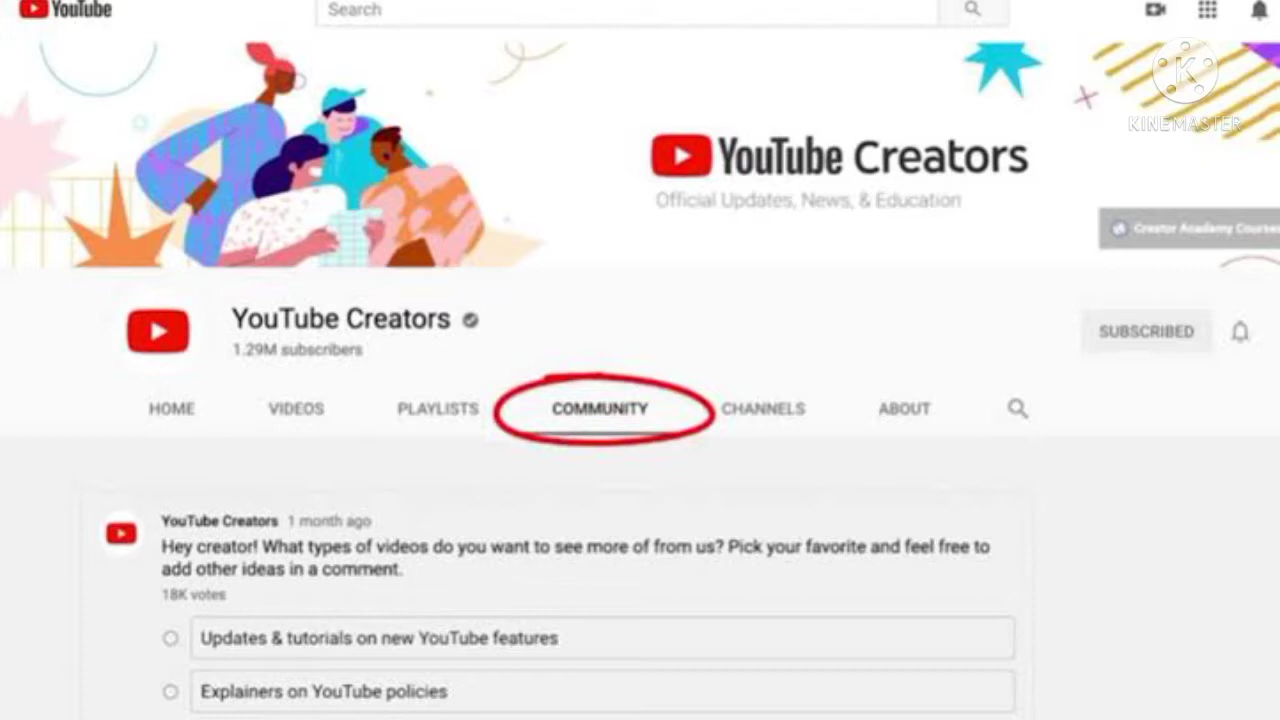 YouTube
Search
KINEMASTER
YouTube Creators
Official Updates, News, & Education
Creator Academy Courses
YouTube Creators
1.29M subscribers
SUBSCRIBED
HOME VIDEOS PLAYLISTS COMMUNITY CHANNELS ABOUT
YouTube Creators 1 month ago
Hey creator! What types of videos do you want to see more of from us? Pick your favorite and feel free to
add other ideas in a comment.
18K votes
Updates & tutorials on new YouTube features
Explainers on YouTube policies